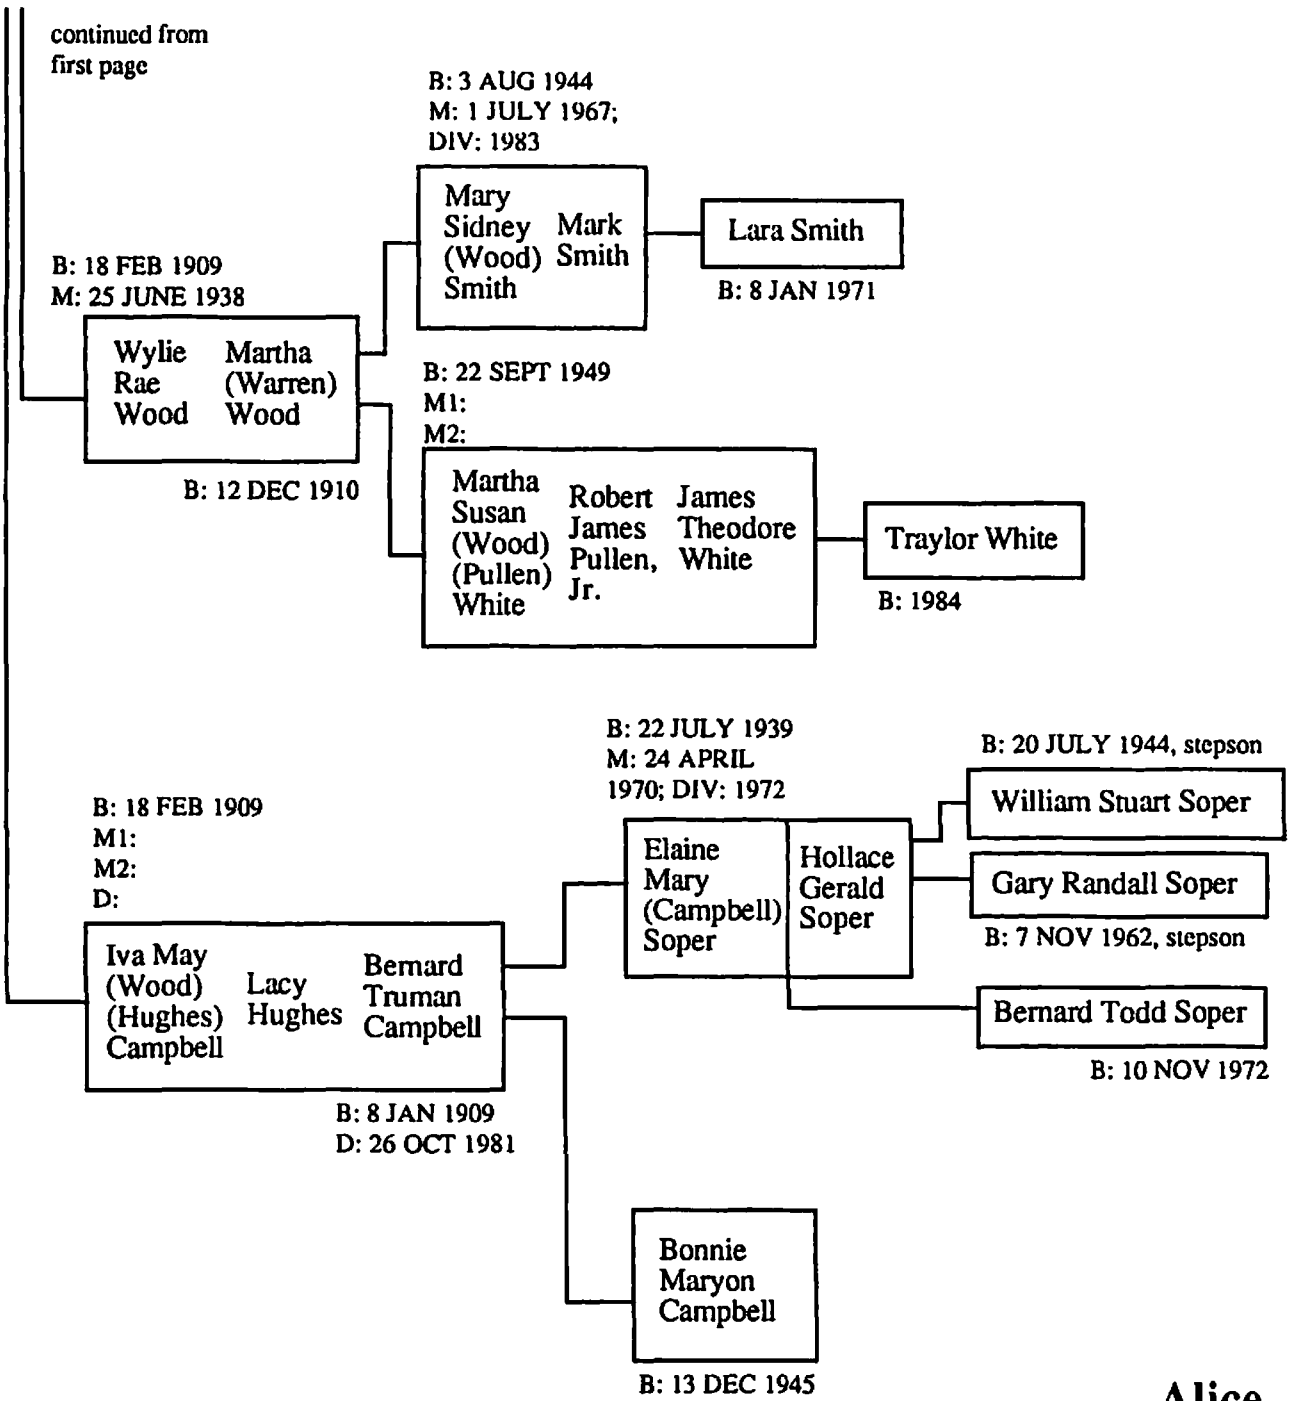 continued from
first page
B: 3 AUG 1944
M: 1 JULY 1967;
DIV: 1983
Mary
Sidney
(Wood)
Smith
Mark
Smith
Lara Smith
B: 8 JAN 1971
B: 18 FEB 1909
M: 25 JUNE 1938
Wylie
Rae
Wood
Martha
(Warren)
Wood
B: 12 DEC 1910
B: 22 SEPT 1949
M1:
M2:
Martha
Susan
(Wood)
(Pullen)
White
Robert
James
Pullen,
Jr.
James
Theodore
White
Traylor White
B: 1984
B: 22 JULY 1939
M: 24 APRIL
1970; DIV: 1972
Elaine
Mary
(Campbell)
Soper
Hollace
Gerald
Soper
B: 20 JULY 1944, stepson
William Stuart Soper
Gary Randall Soper
B: 7 NOV 1962, stepson
Bernard Todd Soper
B: 10 NOV 1972
B: 18 FEB 1909
M1:
M2:
D:
Iva May
(Wood)
(Hughes)
Campbell
Lacy
Hughes
Bernard
Truman
Campbell
B: 8 JAN 1909
D: 26 OCT 1981
Bonnie
Maryon
Campbell
B: 13 DEC 1945
Alice